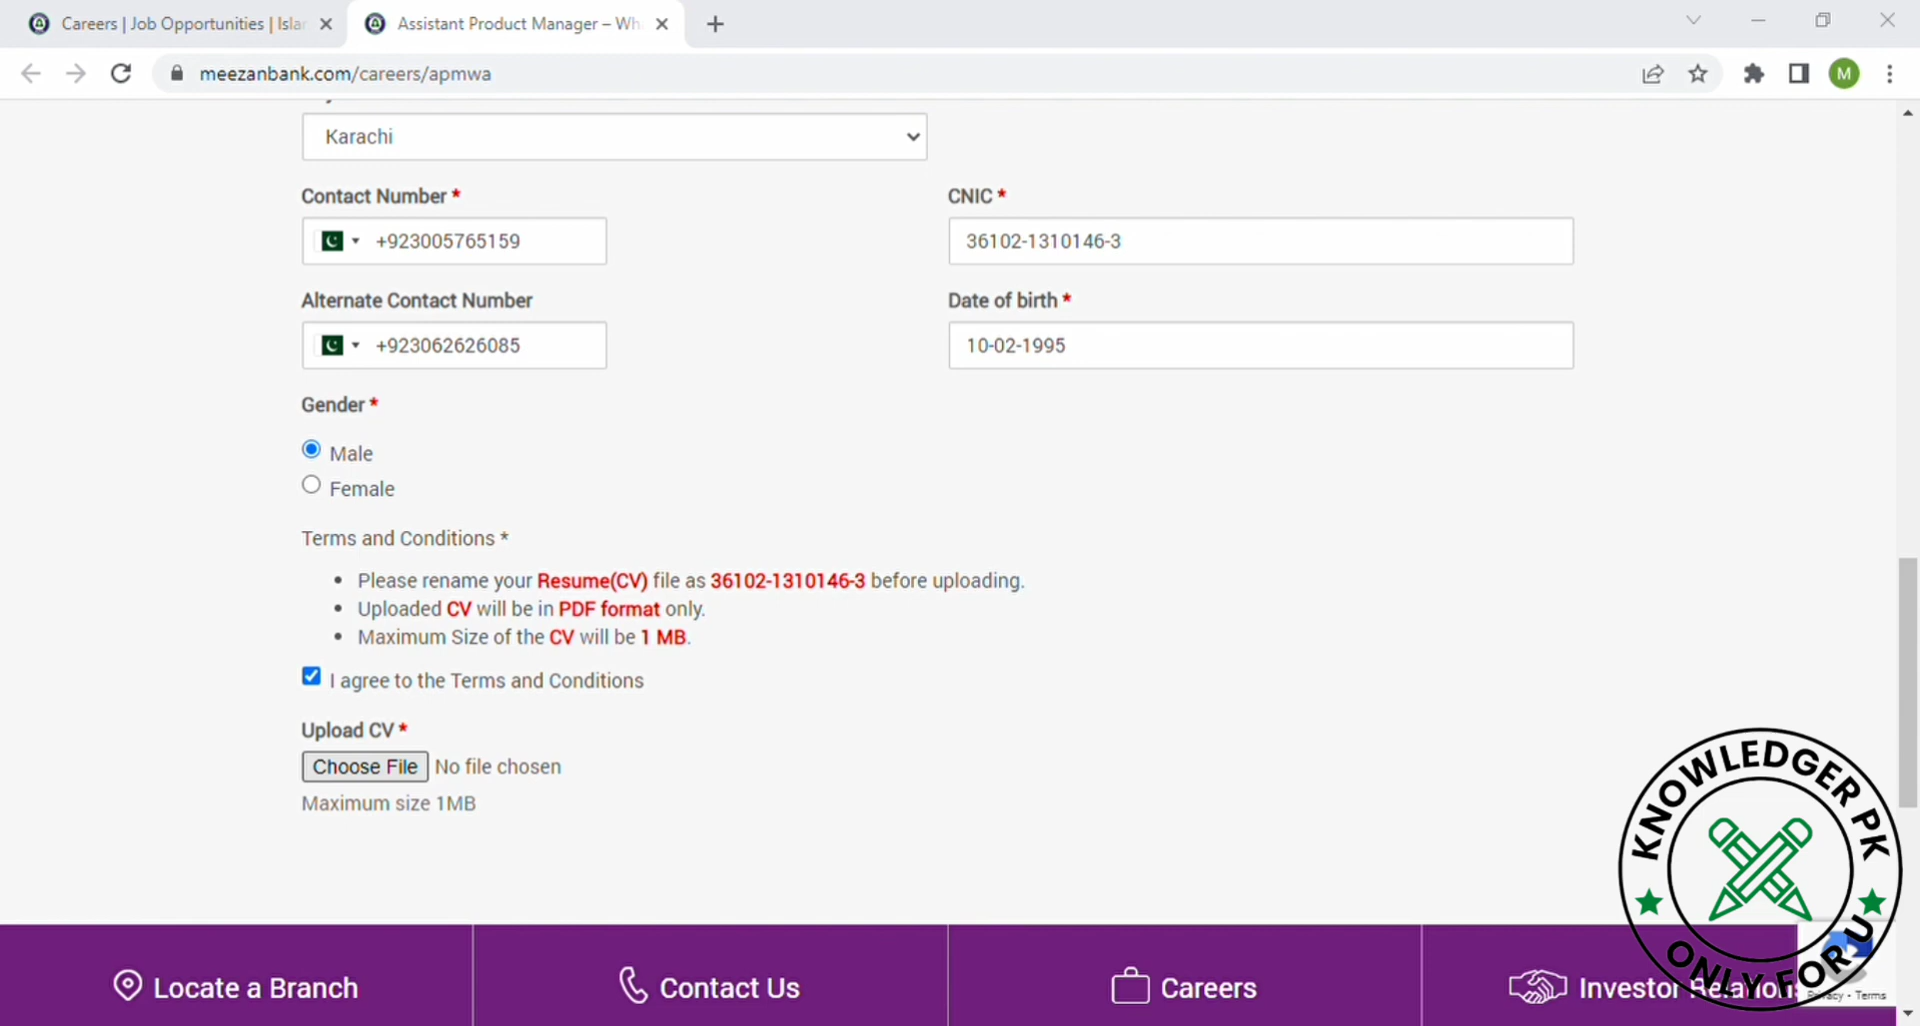 Careers | Job Opportunities | Islar
Assistant Product Manager – Wh
meezanbank.com/careers/apmwa
M
Karachi
Contact Number *
CNIC *
+923005765159
36102-1310146-3
Alternate Contact Number
Date of birth *
+923062626085
10-02-1995
Gender *
Male
Female
Terms and Conditions *
• Please rename your Resume(CV) file as 36102-1310146-3 before uploading.
• Uploaded CV will be in PDF format only.
• Maximum Size of the CV will be 1 MB.
I agree to the Terms and Conditions
Upload CV *
Choose File No file chosen
Maximum size 1MB
KNOWLEDGER PK
ONLY FOR U
Locate a Branch
Contact Us
Careers
Investor Relations
Privacy - Terms